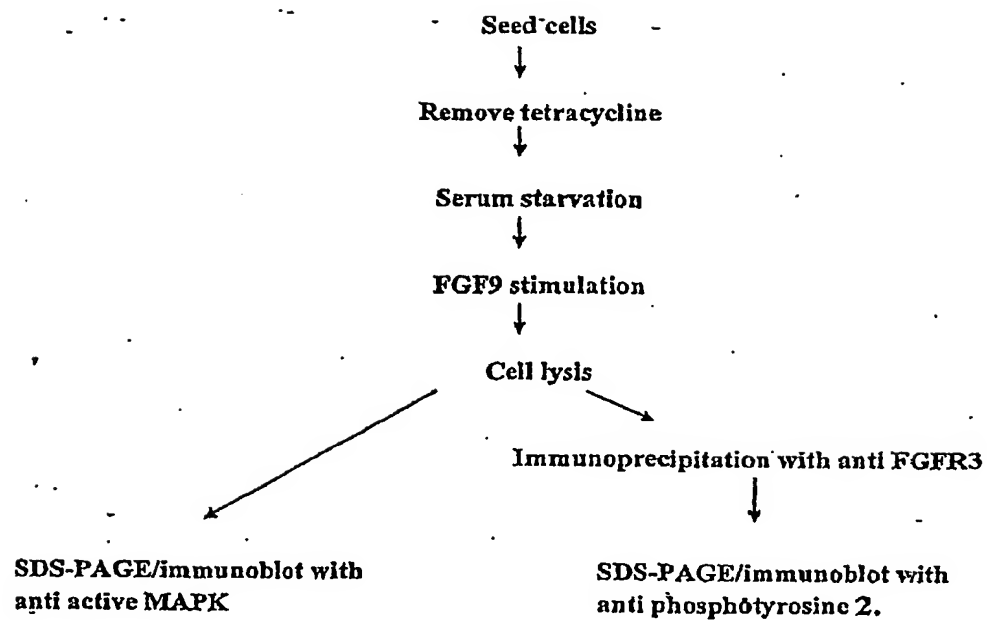 Seed cells
Remove tetracycline
Serum starvation
FGF9 stimulation
Cell lysis
Immunoprecipitation with anti FGFR3
SDS-PAGE/immunoblot with
anti active MAPK
SDS-PAGE/immunoblot with
anti phosphotyrosine 2.